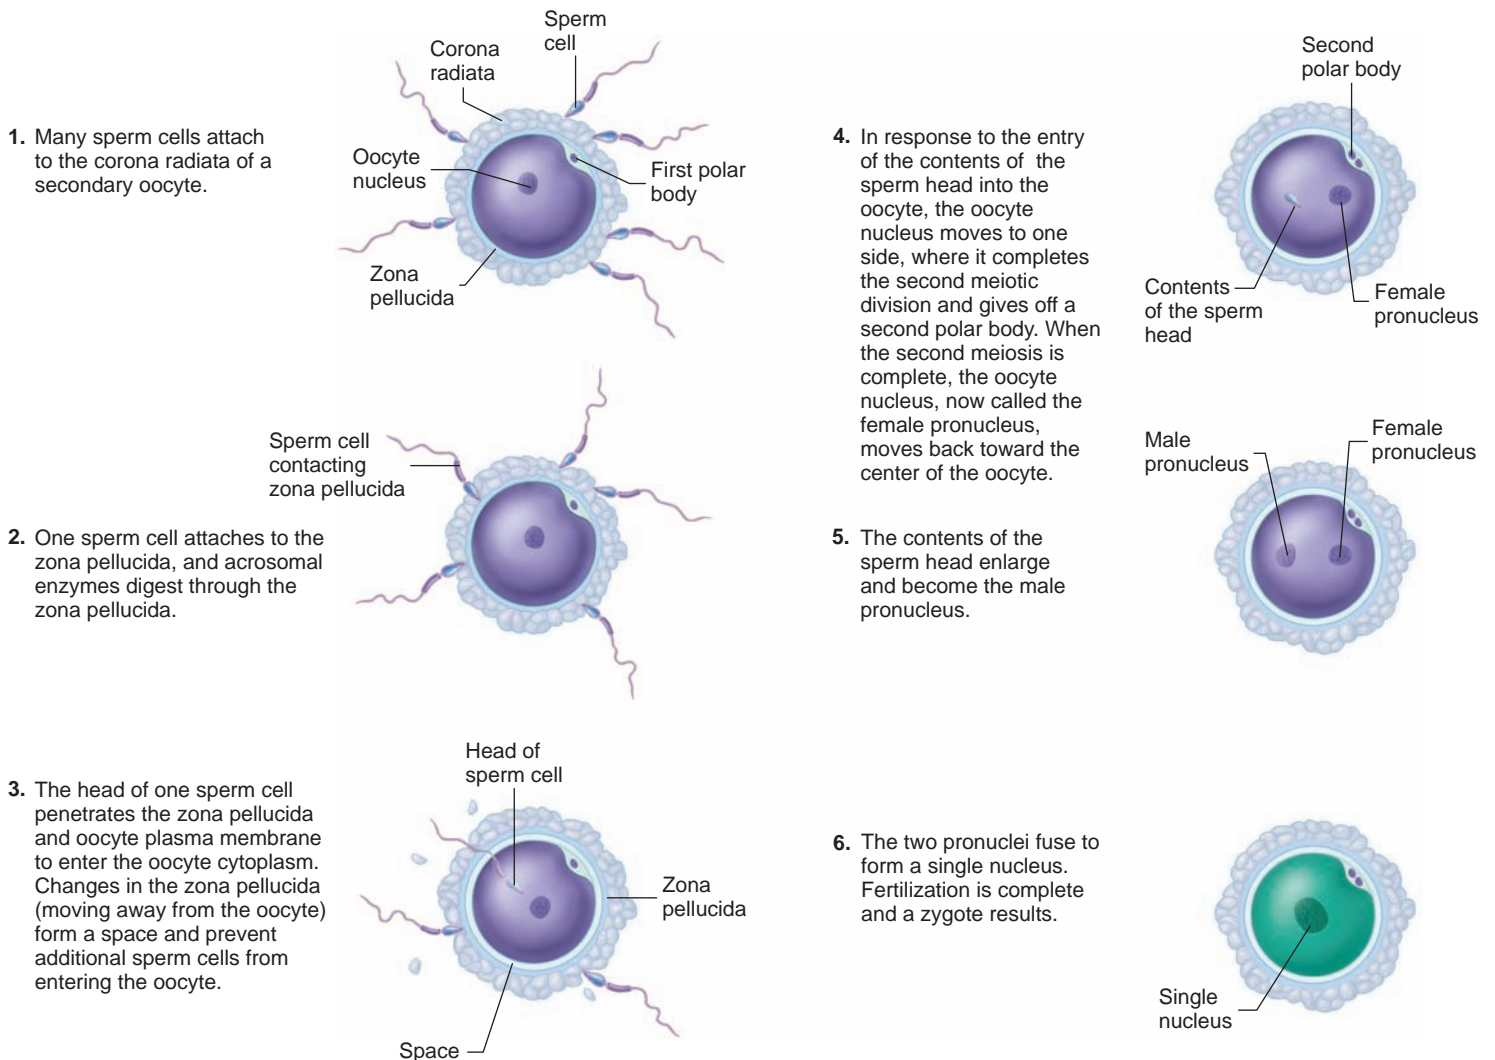 Sperm
cell
Corona
radiata
1. Many sperm cells attach
to the corona radiata of a
secondary oocyte.
Oocyte
nucleus
First polar
body
Zona
pellucida
Sperm cell
contacting
zona pellucida
2. One sperm cell attaches to the
zona pellucida, and acrosomal
enzymes digest through the
zona pellucida.
Head of
sperm cell
3. The head of one sperm cell
penetrates the zona pellucida
and oocyte plasma membrane
to enter the oocyte cytoplasm.
Changes in the zona pellucida
(moving away from the oocyte)
form a space and prevent
additional sperm cells from
entering the oocyte.
Zona
pellucida
Space
Second
polar body
4. In response to the entry
of the contents of the
sperm head into the
oocyte, the oocyte
nucleus moves to one
side, where it completes
the second meiotic
division and gives off a
second polar body. When
the second meiosis is
complete, the oocyte
nucleus, now called the
female pronucleus,
moves back toward the
center of the oocyte.
Contents
of the sperm
head
Female
pronucleus
Male
pronucleus
Female
pronucleus
5. The contents of the
sperm head enlarge
and become the male
pronucleus.
6. The two pronuclei fuse to
form a single nucleus.
Fertilization is complete
and a zygote results.
Single
nucleus